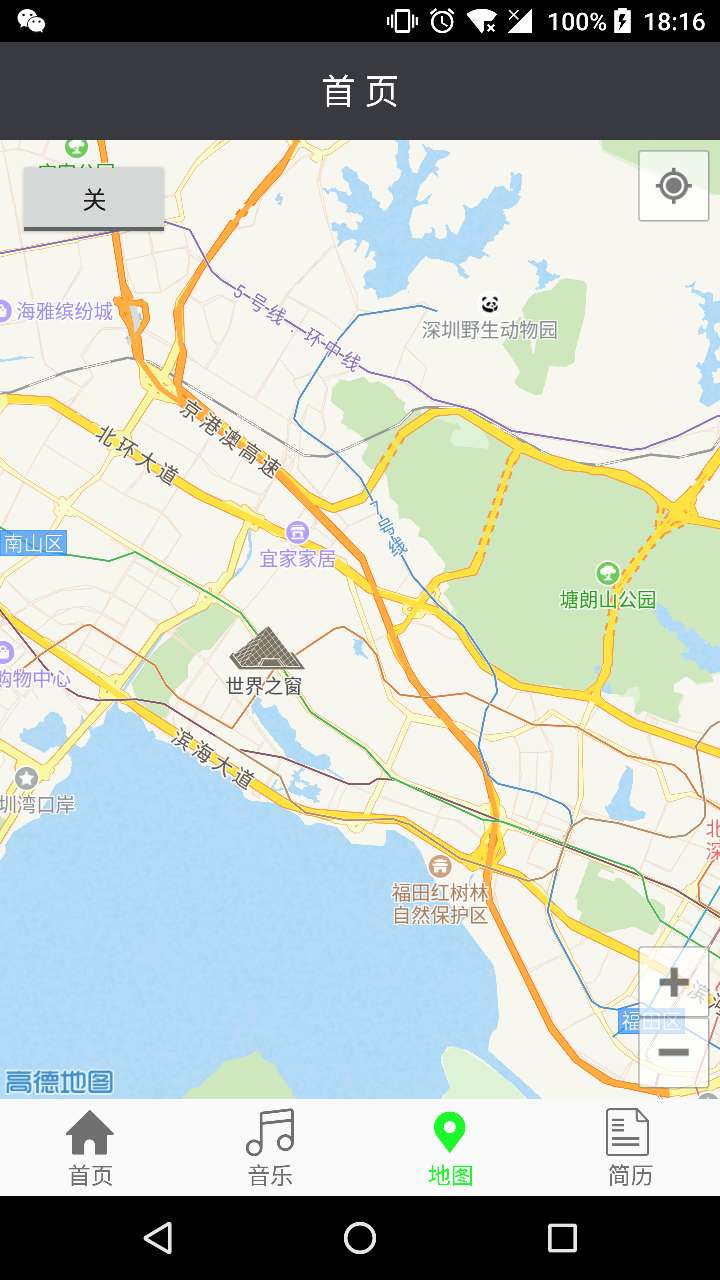 100% 18:16
首页
关
5号线·环中线
海雅缤纷城
深圳野生动物园
京港澳高速
北环大道
7号线
南山区
宜家家居
塘朗山公园
世界之窗
购物中心
滨海大道
圳湾口岸
福田红树林
自然保护区
福田区
高德地图
首页
音乐
地图
简历